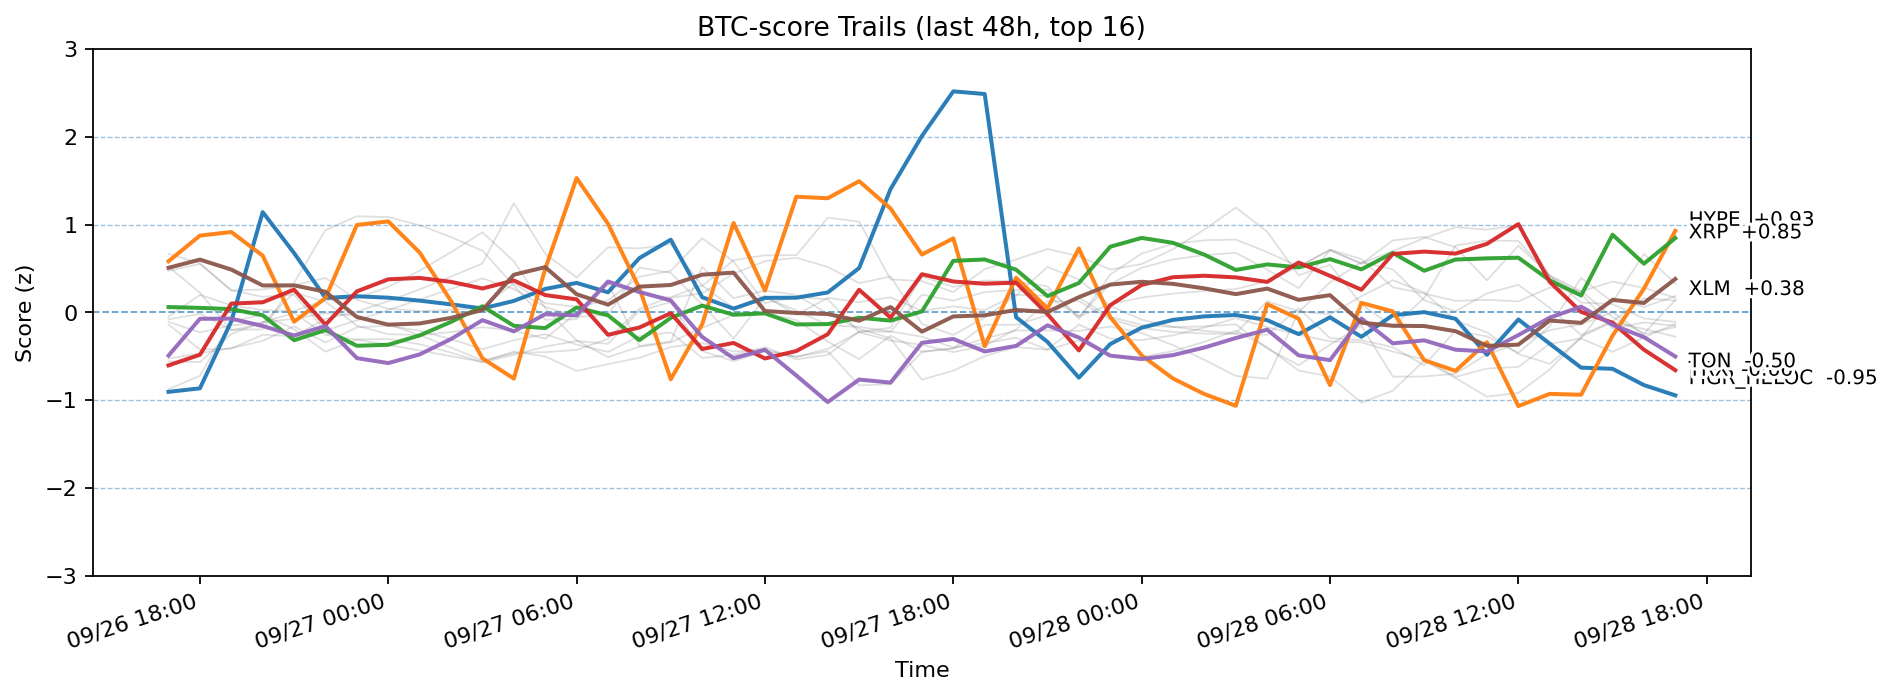 BTC-score Trails (last 48h, top 16)
Score (z)
3
2
1
0
−1
−2
−3
HYPE +0.93
XRP +0.85
XLM +0.38
TON -0.50
-0.95
09/26 18:00
09/27 00:00
09/27 06:00
09/27 12:00
09/27 18:00
09/28 00:00
09/28 06:00
09/28 12:00
09/28 18:00
Time